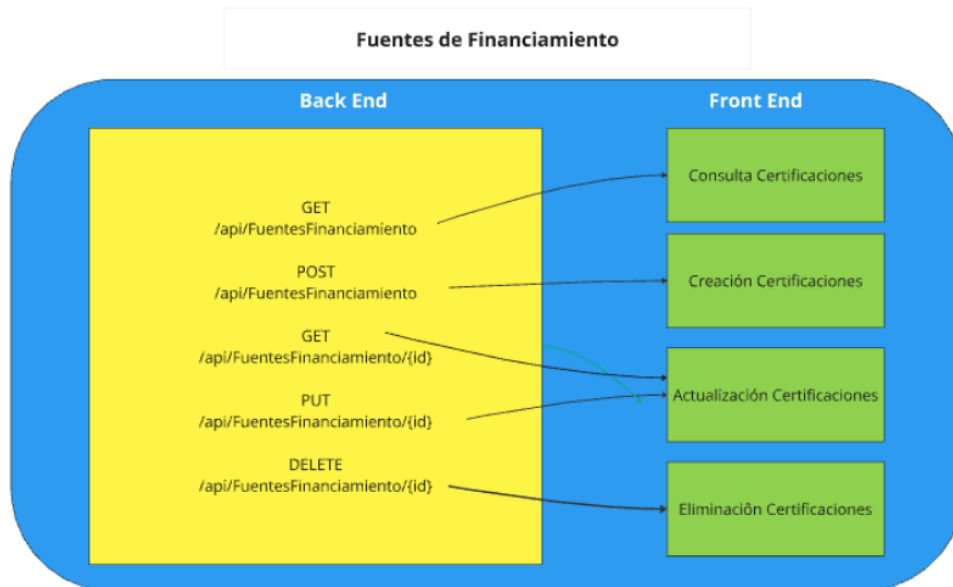 Fuentes de Financiamiento
Back End
Front End
GET
/api/FuentesFinanciamiento
POST
/api/FuentesFinanciamiento
GET
/api/FuentesFinanciamiento/{id}
PUT
/api/FuentesFinanciamiento/{id}
DELETE
/api/FuentesFinanciamiento/{id}
Consulta Certificaciones
Creación Certificaciones
Actualización Certificaciones
Eliminación Certificaciones